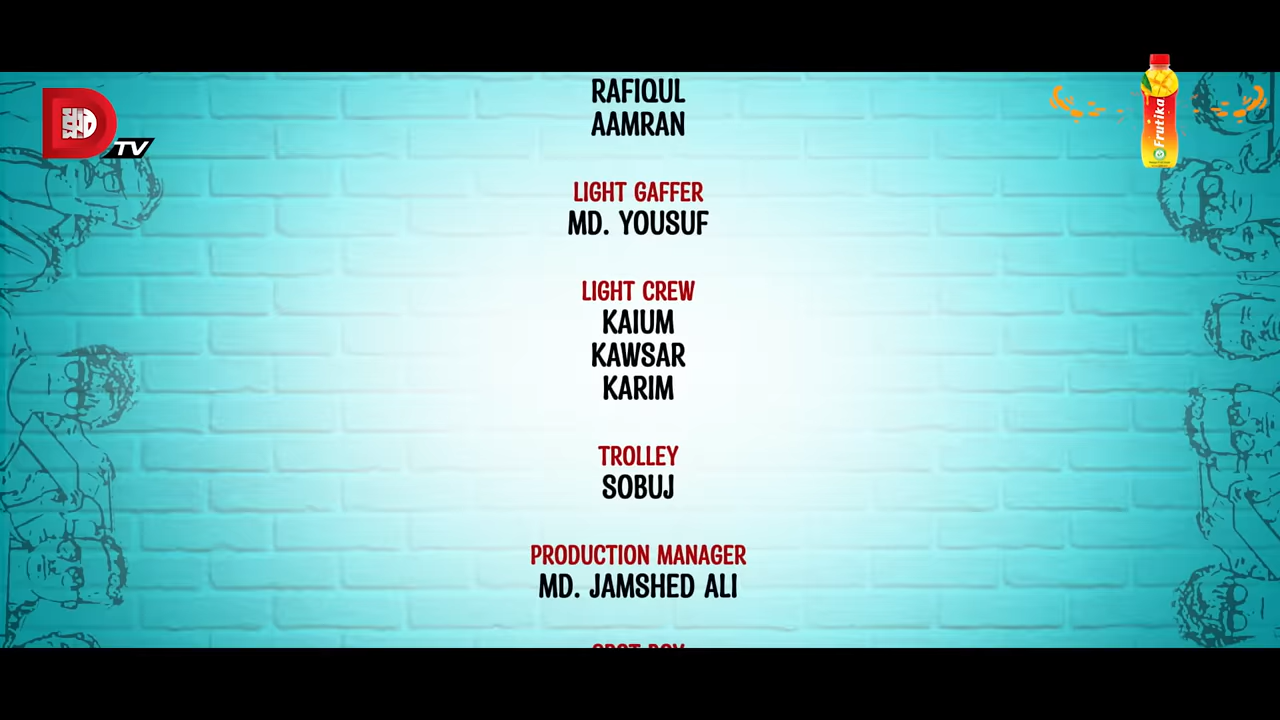 RAFIQUL
AAMRAN
TV
Frutika
LIGHT GAFFER
MD. YOUSUF
LIGHT CREW
KAIUM
KAWSAR
KARIM
TROLLEY
SOBUJ
PRODUCTION MANAGER
MD. JAMSHED ALI